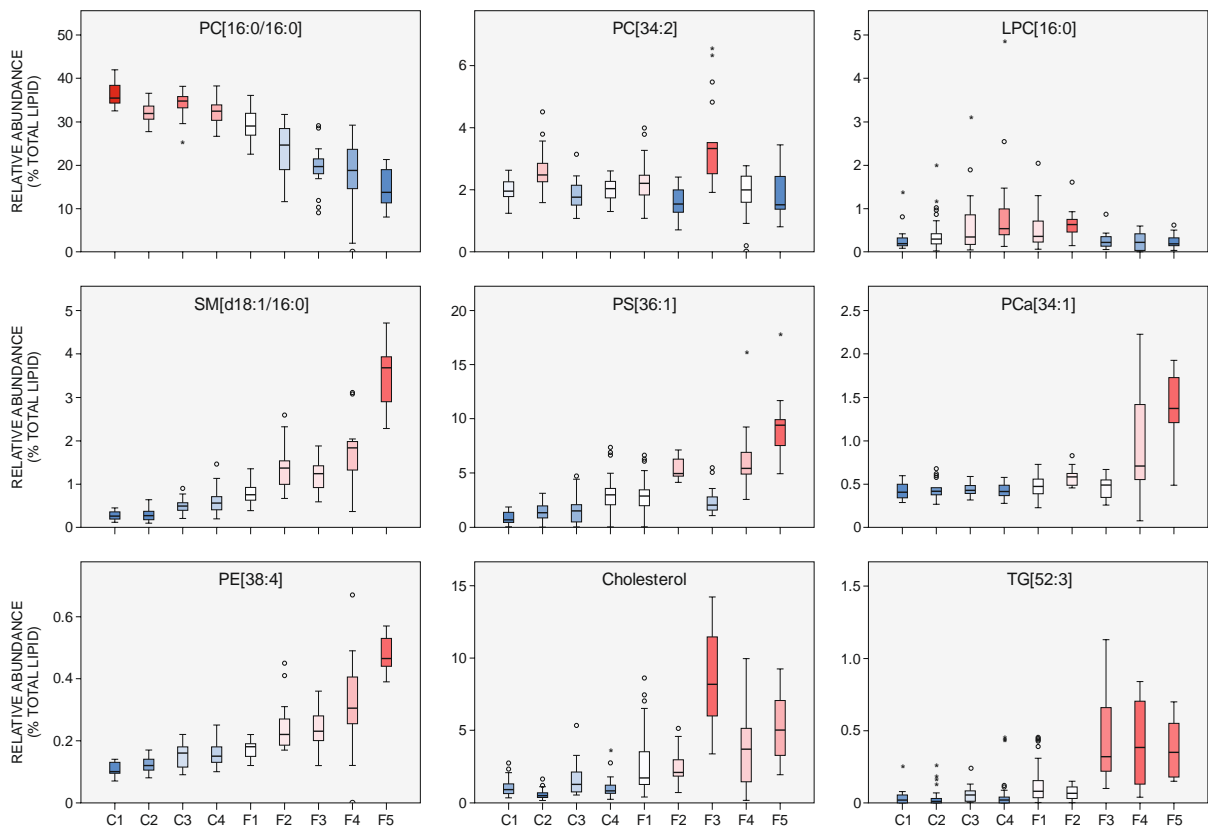 PC[16:0/16:0]
PC[34:2]
LPC[16:0]
RELATIVE ABUNDANCE
(% TOTAL LIPID)
50
40
30
20
10
0
6
4
2
0
5
4
3
2
1
0
SM[d18:1/16:0]
PS[36:1]
PCa[34:1]
RELATIVE ABUNDANCE
(% TOTAL LIPID)
5
4
3
2
1
0
20
15
10
5
0
2.5
2.0
1.5
1.0
0.5
0
PE[38:4]
Cholesterol
TG[52:3]
RELATIVE ABUNDANCE
(% TOTAL LIPID)
0.6
0.4
0.2
0
15
10
5
0
1.5
1.0
0.5
0
C1 C2 C3 C4 F1 F2 F3 F4 F5
C1 C2 C3 C4 F1 F2 F3 F4 F5
C1 C2 C3 C4 F1 F2 F3 F4 F5